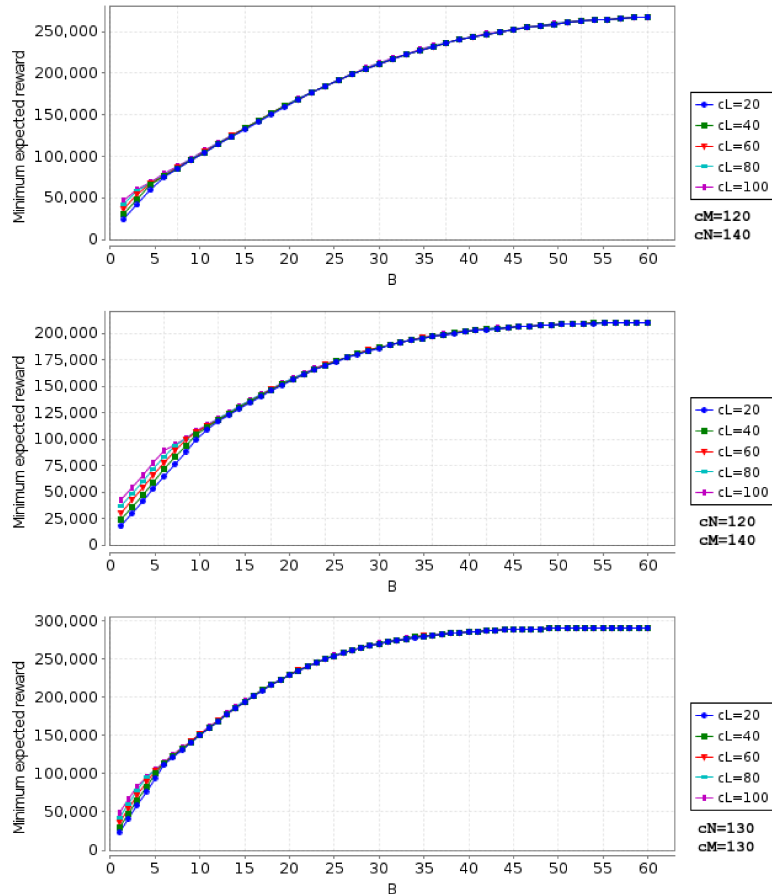 Minimum expected reward
250,000
200,000
150,000
100,000
50,000
0
0 5 10 15 20 25 30 35 40 45 50 55 60
B
cL=20
cL=40
cL=60
cL=80
cL=100
cM=120
cN=140
Minimum expected reward
200,000
175,000
150,000
125,000
100,000
75,000
50,000
25,000
0
0 5 10 15 20 25 30 35 40 45 50 55 60
B
cL=20
cL=40
cL=60
cL=80
cL=100
cN=120
cM=140
Minimum expected reward
300,000
250,000
200,000
150,000
100,000
50,000
0
0 5 10 15 20 25 30 35 40 45 50 55 60
B
cL=20
cL=40
cL=60
cL=80
cL=100
cN=130
cM=130